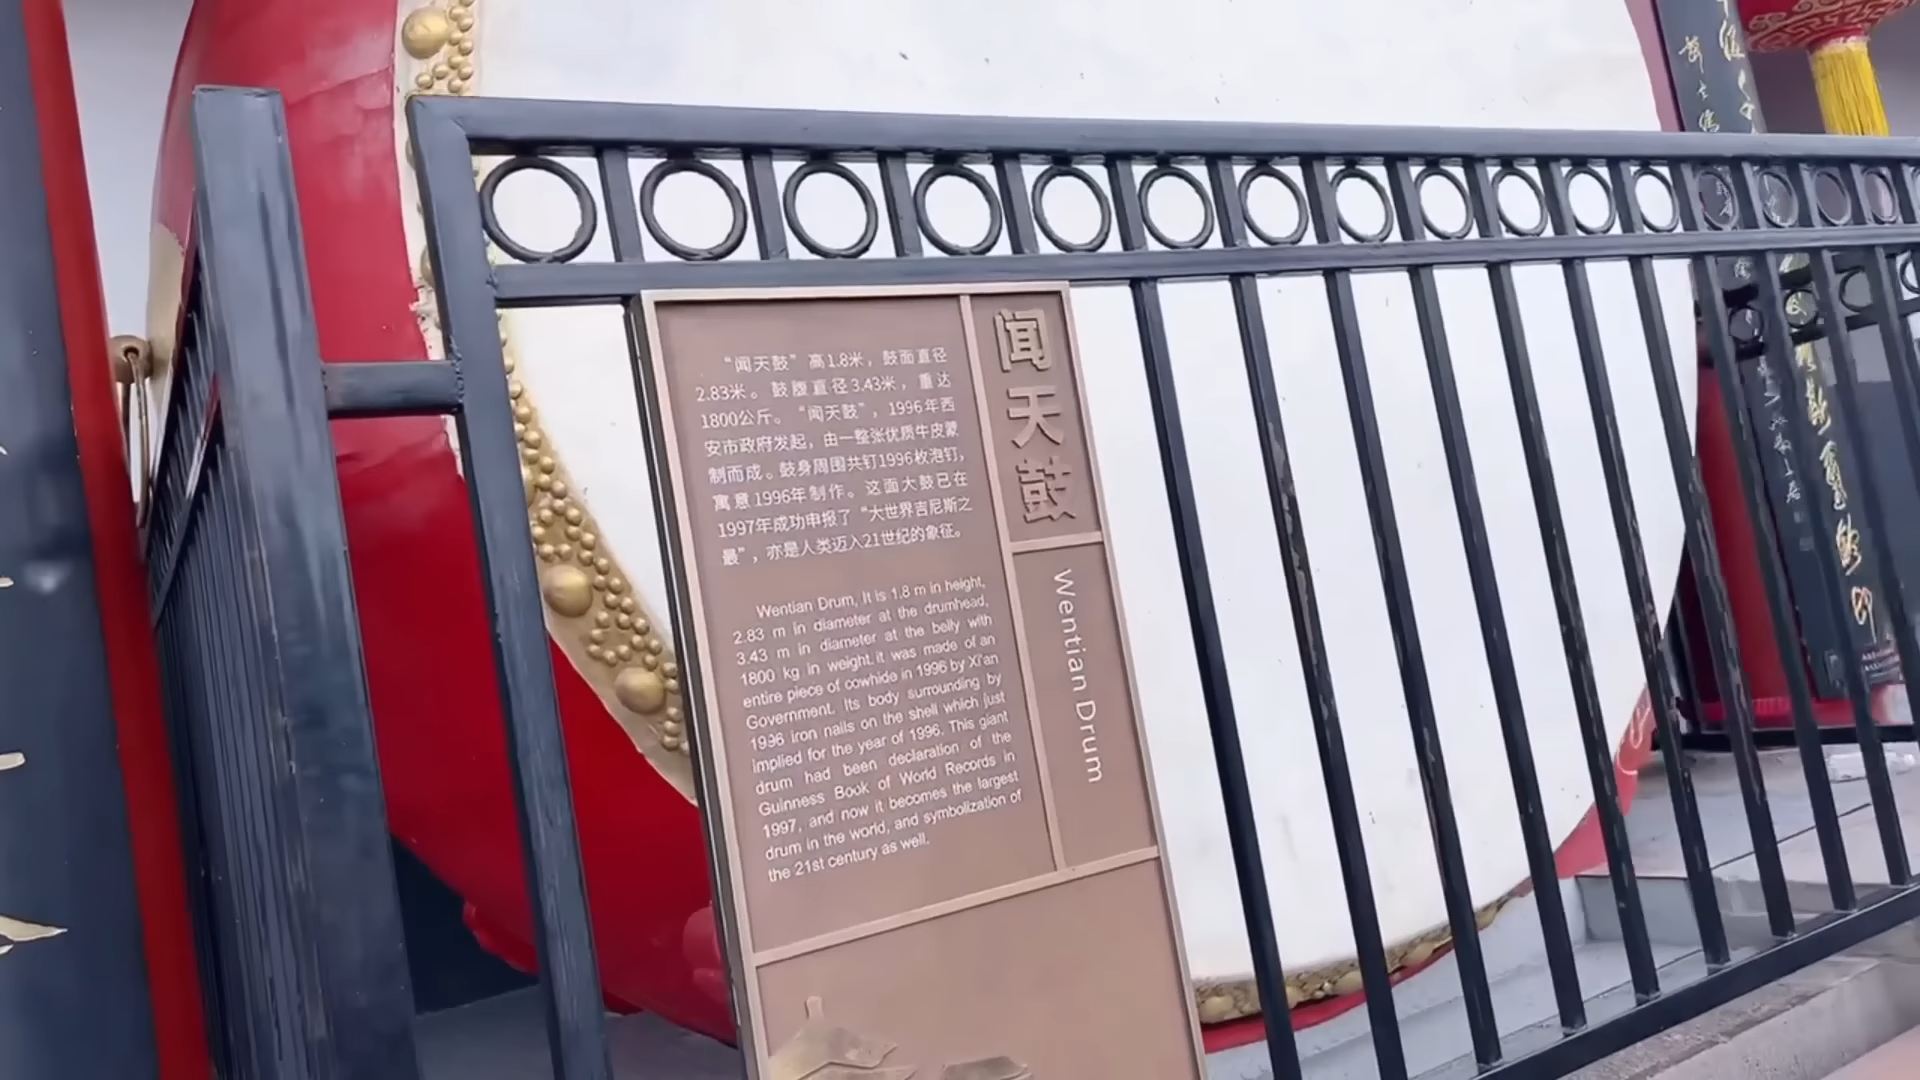 “闻天鼓”高1.8米，鼓面直径
2.83米。鼓腹直径3.43米，重达
1800公斤。“闻天鼓”，1996年西
安市政府发起，由一整张优质牛皮蒙
制而成。鼓身周围共钉1996枚泡钉，
寓意1996年制作。这面大鼓已在
1997年成功申报了“大世界吉尼斯之
最”，亦是人类迈入21世纪的象征。
闻天鼓
Wentian Drum, It is 1.8 m in height,
2.83 m in diameter at the drumhead,
3.43 m in diameter at the belly with
1800 kg in weight.it was made of an
entire piece of cowhide in 1996 by Xi'an
Government. Its body surrounding by
1996 iron nails on the shell which just
implied for the year of 1996. This giant
drum had been declaration of the
Guinness Book of World Records in
1997, and now it becomes the largest
drum in the world, and symbolization of
the 21st century as well.
Wentian Drum